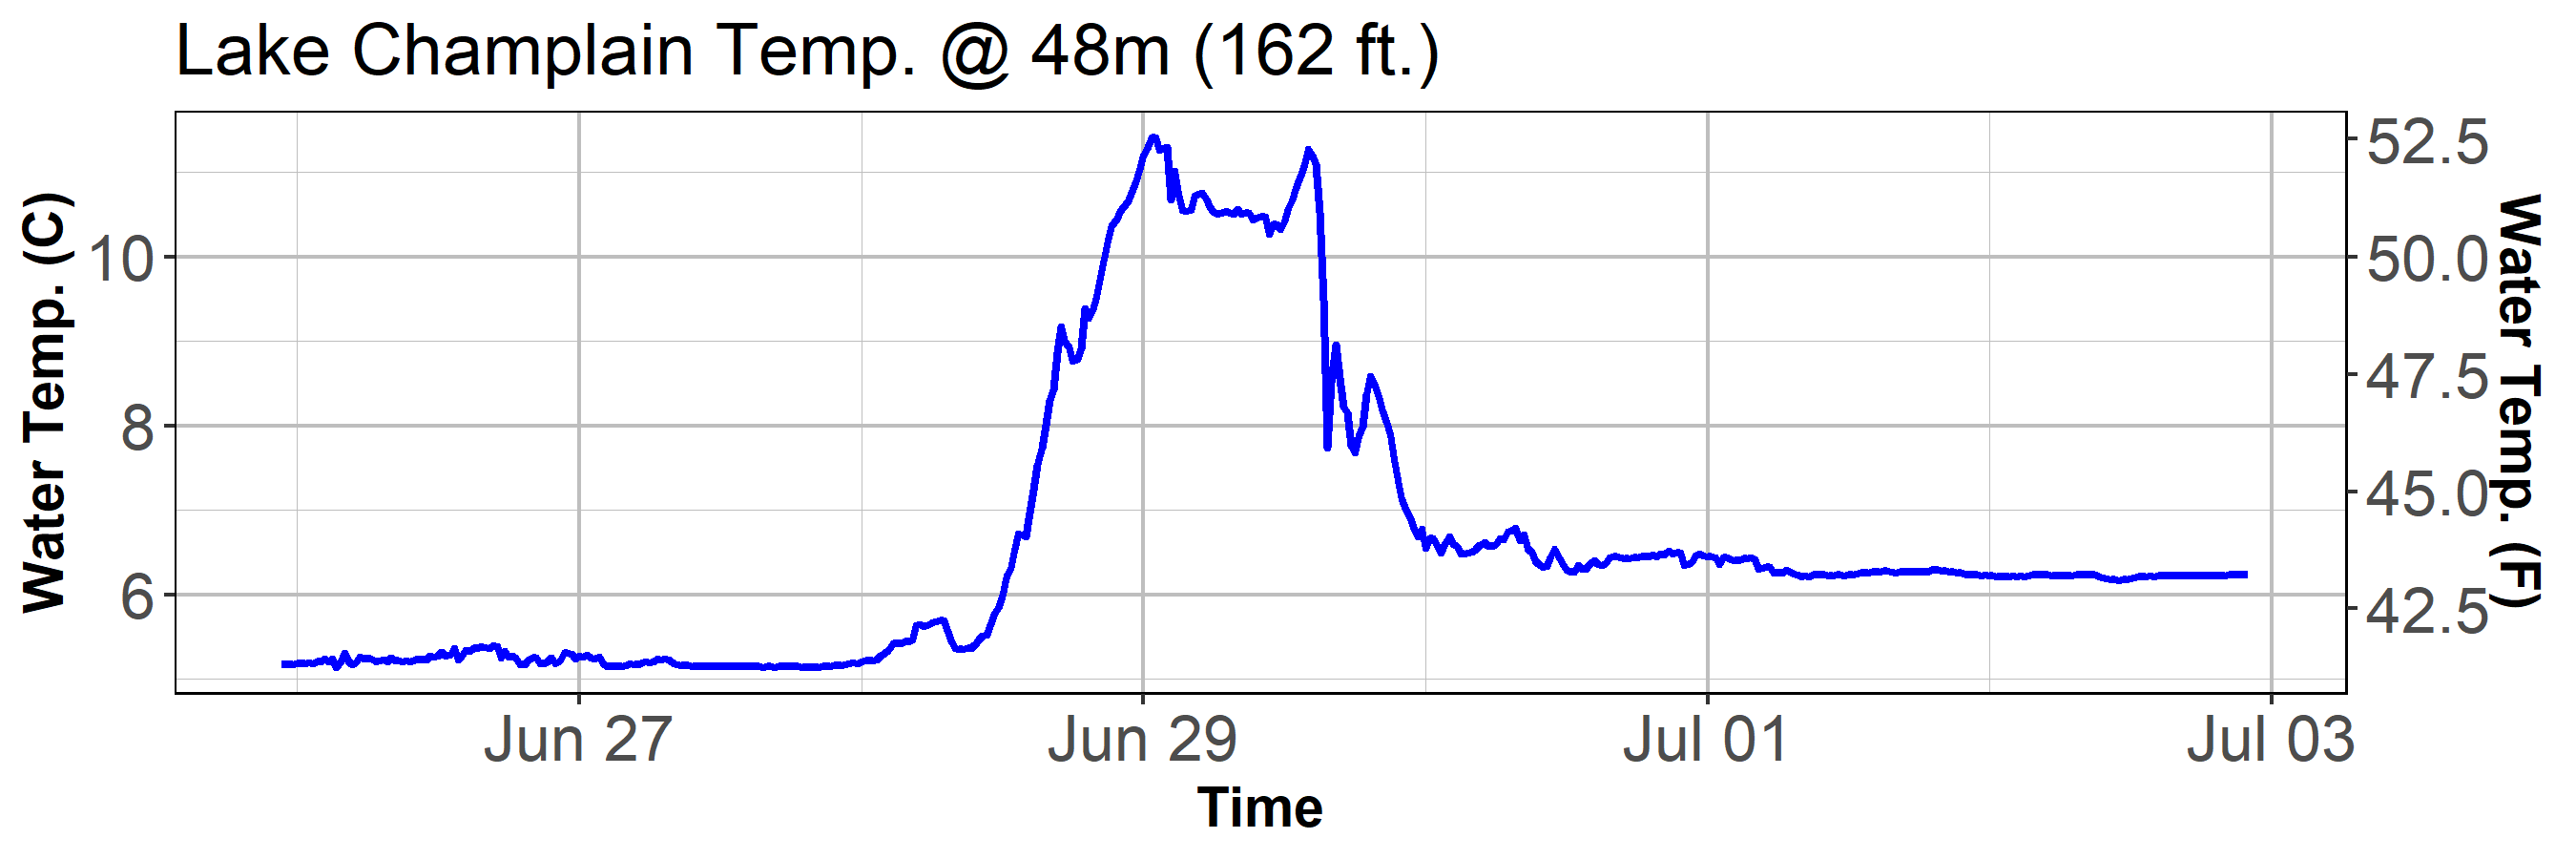 Lake Champlain Temp. @ 48m (162 ft.)
Water Temp. (C)
10
8
6
52.5
50.0
47.5
45.0
42.5
Water Temp. (F)
Jun 27
Jun 29
Jul 01
Jul 03
Time